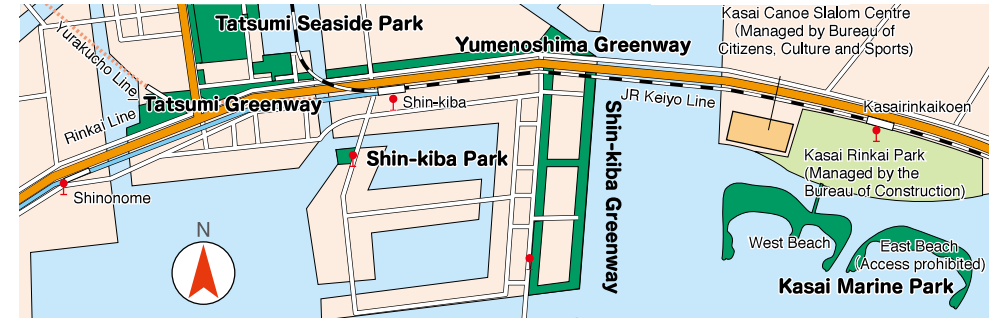 Tatsumi Seaside Park
Kasai Canoe Slalom Centre
(Managed by Bureau of
Citizens, Culture and Sports)
Yumenoshima Greenway
Yurakucho Line
Tatsumi Greenway
Shin-kiba
JR Keiyo Line
Kasairinkaikoen
Rinkai Line
Shin-kiba Park
Shin-kiba Greenway
Kasai Rinkai Park
(Managed by the
Bureau of Construction)
Shinonome
N
West Beach
East Beach
(Access prohibited)
Kasai Marine Park